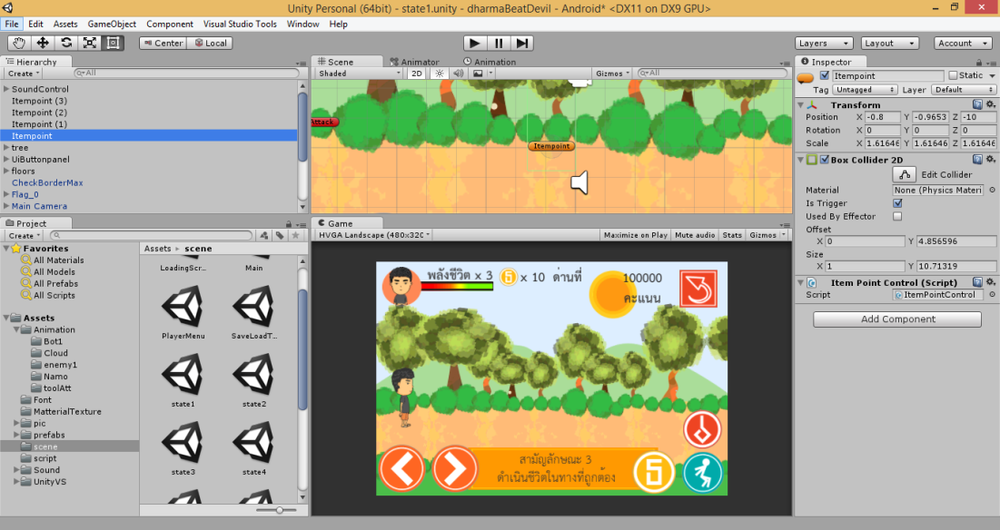 Unity Personal (64bit) - state1.unity - dharmaBeatDevil - Android* <DX11 on DX9 GPU>
File Edit Assets GameObject Component Visual Studio Tools Window Help
Center Local Layers Layout Account
Hierarchy
Create All
SoundControl
Itempoint (3)
Itempoint (2)
Itempoint (1)
Itempoint
tree
UiButtonpanel
floors
CheckBorderMax
Flag_0
Main Camera
Scene Animator Animation
Shaded 2D Gizmos All
Attack
Itempoint
Inspector
Itempoint Static
Tag Untagged Layer Default
Transform
Position X -0.8 Y -0.9653 Z -10
Rotation X 0 Y 0 Z 0
Scale X 1.61646 Y 1.61646 Z 1.61646
Box Collider 2D
Edit Collider
Material None (Physics Materi
Is Trigger
Used By Effector
Offset
X 0 Y 4.856596
Size
X 1 Y 10.71319
Item Point Control (Script)
Script ItemPointControl
Add Component
Project
Create
Favorites
All Materials
All Models
All Prefabs
All Scripts
Assets
Animation
Bot1
Cloud
enemy1
Namo
toolAtt
Font
MatterialTexture
pic
prefabs
scene
script
Sound
UnityVS
Assets scene
LoadingScr... Main
PlayerMenu SaveLoadT...
state1 state2
state3 state4
Game
HVGA Landscape (480x32( Maximize on Play Mute audio Stats Gizmos
พลังชีวิต x 3 5 x 10 ด่านที่ 100000
คะแนน
สามัญลักษณะ 3
ดำเนินชีวิตในทางที่ถูกต้อง
5